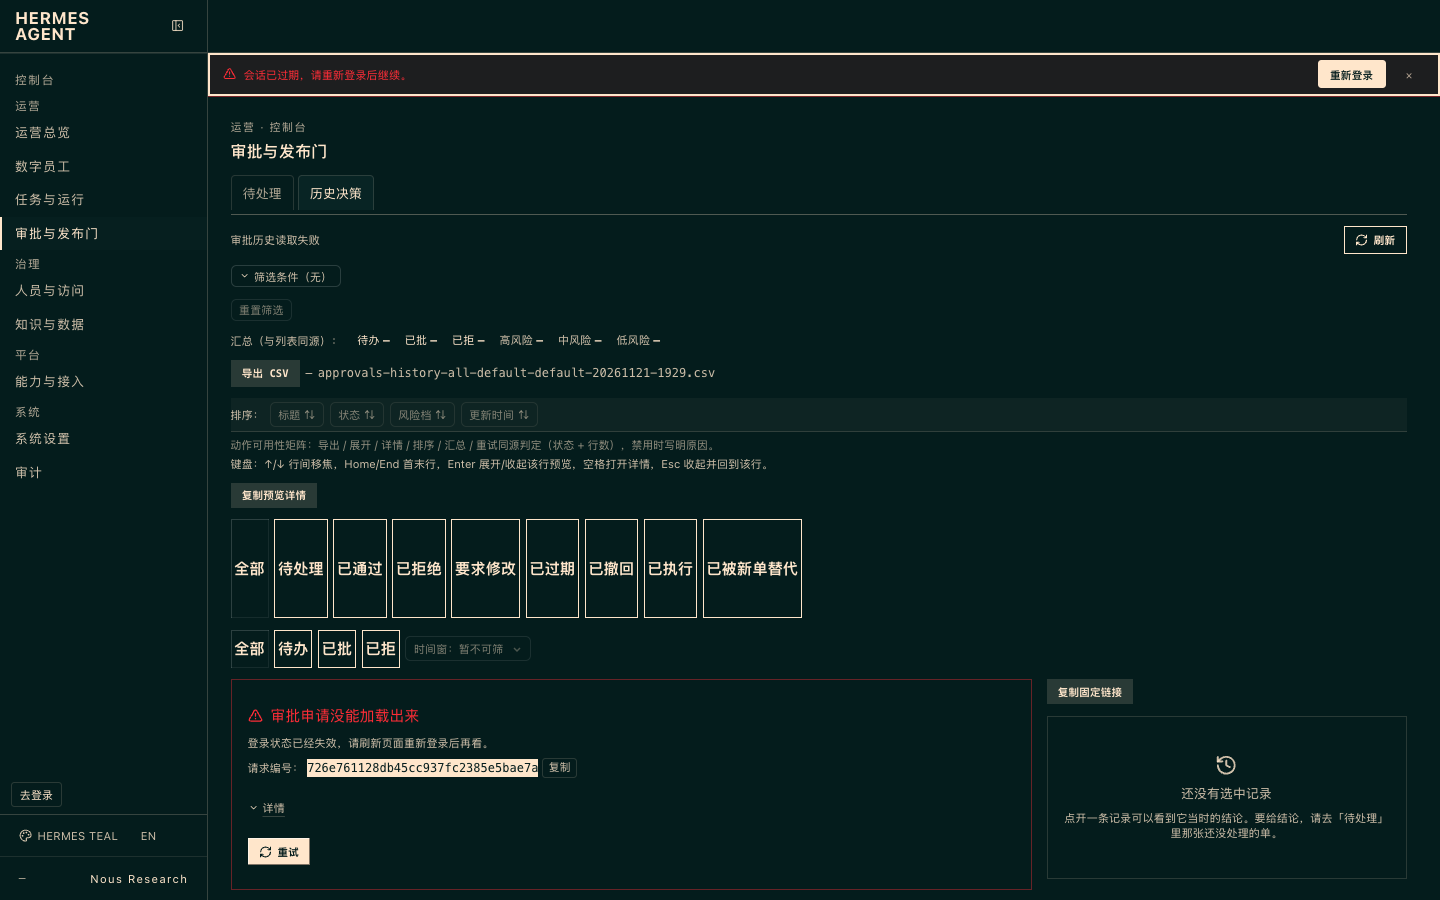 HERMES
AGENT
控制台
运营
运营总览
数字员工
任务与运行
审批与发布门
治理
人员与访问
知识与数据
平台
能力与接入
系统
系统设置
审计
去登录
HERMES TEAL EN
– Nous Research
会话已过期，请重新登录后继续。 重新登录 ×
运营 · 控制台
审批与发布门
待处理 历史决策
审批历史读取失败 刷新
筛选条件（无）
重置筛选
汇总（与列表同源）： 待办 – 已批 – 已拒 – 高风险 – 中风险 – 低风险 –
导出 CSV – approvals-history-all-default-default-20261121-1929.csv
排序： 标题 ⇅ 状态 ⇅ 风险档 ⇅ 更新时间 ⇅
动作可用性矩阵：导出 / 展开 / 详情 / 排序 / 汇总 / 重试同源判定（状态 + 行数），禁用时写明原因。
键盘：↑/↓ 行间移焦，Home/End 首末行，Enter 展开/收起该行预览，空格打开详情，Esc 收起并回到该行。
复制预览详情
全部 待处理 已通过 已拒绝 要求修改 已过期 已撤回 已执行 已被新单替代
全部 待办 已批 已拒 时间窗：暂不可筛
审批申请没能加载出来
登录状态已经失效，请刷新页面重新登录后再看。
请求编号： 726e761128db45cc937fc2385e5bae7a 复制
详情
重试
复制固定链接
还没有选中记录
点开一条记录可以看到它当时的结论。要给结论，请去「待处理」
里那张还没处理的单。